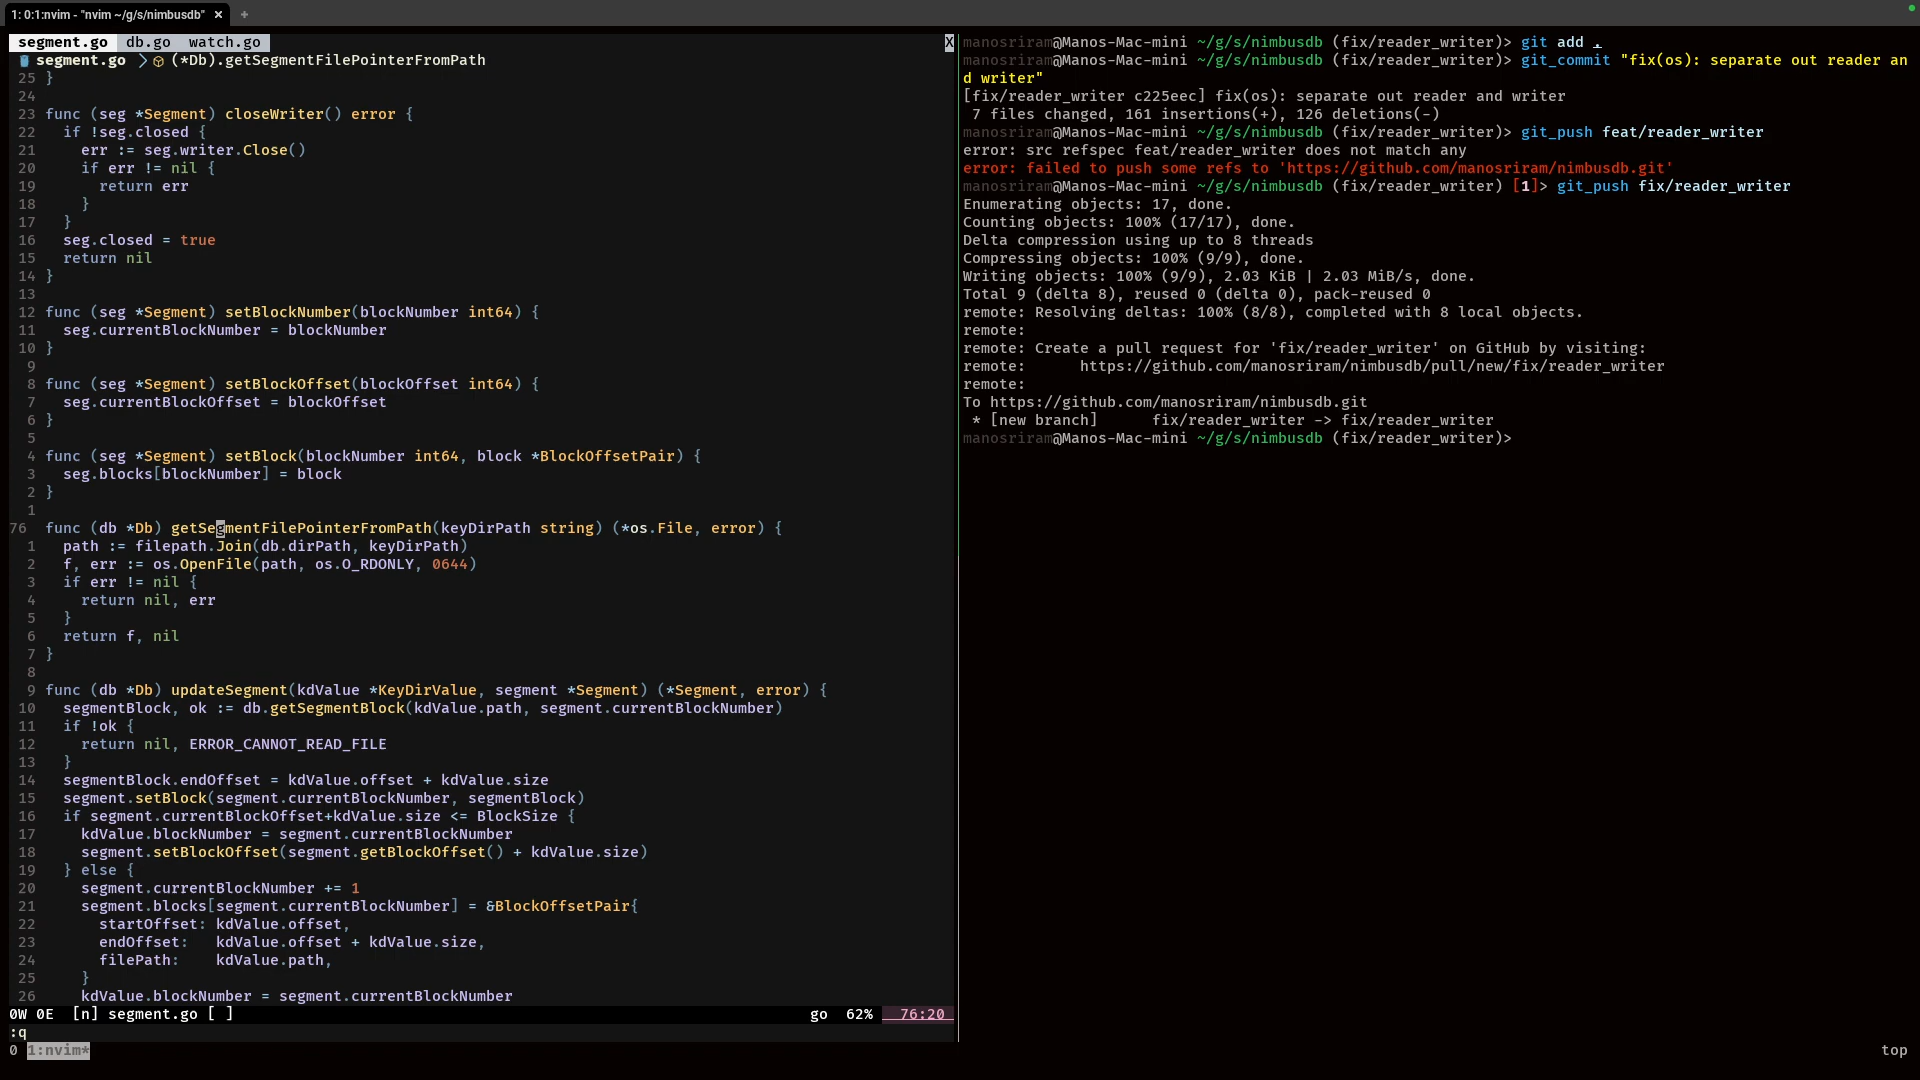 1: 0:1:nvim - "nvim ~/g/s/nimbusdb" × +
segment.go db.go watch.go X
segment.go > (*Db).getSegmentFilePointerFromPath
25 }
24
23 func (seg *Segment) closeWriter() error {
22   if !seg.closed {
21     err := seg.writer.Close()
20     if err != nil {
19       return err
18     }
17   }
16   seg.closed = true
15   return nil
14 }
13
12 func (seg *Segment) setBlockNumber(blockNumber int64) {
11   seg.currentBlockNumber = blockNumber
10 }
9
8 func (seg *Segment) setBlockOffset(blockOffset int64) {
7   seg.currentBlockOffset = blockOffset
6 }
5
4 func (seg *Segment) setBlock(blockNumber int64, block *BlockOffsetPair) {
3   seg.blocks[blockNumber] = block
2 }
1
76 func (db *Db) getSegmentFilePointerFromPath(keyDirPath string) (*os.File, error) {
1   path := filepath.Join(db.dirPath, keyDirPath)
2   f, err := os.OpenFile(path, os.O_RDONLY, 0644)
3   if err != nil {
4     return nil, err
5   }
6   return f, nil
7 }
8
9 func (db *Db) updateSegment(kdValue *KeyDirValue, segment *Segment) (*Segment, error) {
10   segmentBlock, ok := db.getSegmentBlock(kdValue.path, segment.currentBlockNumber)
11   if !ok {
12     return nil, ERROR_CANNOT_READ_FILE
13   }
14   segmentBlock.endOffset = kdValue.offset + kdValue.size
15   segment.setBlock(segment.currentBlockNumber, segmentBlock)
16   if segment.currentBlockOffset+kdValue.size <= BlockSize {
17     kdValue.blockNumber = segment.currentBlockNumber
18     segment.setBlockOffset(segment.getBlockOffset() + kdValue.size)
19   } else {
20     segment.currentBlockNumber += 1
21     segment.blocks[segment.currentBlockNumber] = &BlockOffsetPair{
22       startOffset: kdValue.offset,
23       endOffset:   kdValue.offset + kdValue.size,
24       filePath:    kdValue.path,
25     }
26     kdValue.blockNumber = segment.currentBlockNumber
0W 0E [n] segment.go [ ] go 62% 76:20
:q
0 1:nvim* top
manosriram@Manos-Mac-mini ~/g/s/nimbusdb (fix/reader_writer)> git add .
manosriram@Manos-Mac-mini ~/g/s/nimbusdb (fix/reader_writer)> git_commit "fix(os): separate out reader an
d writer"
[fix/reader_writer c225eec] fix(os): separate out reader and writer
 7 files changed, 161 insertions(+), 126 deletions(-)
manosriram@Manos-Mac-mini ~/g/s/nimbusdb (fix/reader_writer)> git_push feat/reader_writer
error: src refspec feat/reader_writer does not match any
error: failed to push some refs to 'https://github.com/manosriram/nimbusdb.git'
manosriram@Manos-Mac-mini ~/g/s/nimbusdb (fix/reader_writer) [1]> git_push fix/reader_writer
Enumerating objects: 17, done.
Counting objects: 100% (17/17), done.
Delta compression using up to 8 threads
Compressing objects: 100% (9/9), done.
Writing objects: 100% (9/9), 2.03 KiB | 2.03 MiB/s, done.
Total 9 (delta 8), reused 0 (delta 0), pack-reused 0
remote: Resolving deltas: 100% (8/8), completed with 8 local objects.
remote:
remote: Create a pull request for 'fix/reader_writer' on GitHub by visiting:
remote:      https://github.com/manosriram/nimbusdb/pull/new/fix/reader_writer
remote:
To https://github.com/manosriram/nimbusdb.git
 * [new branch]      fix/reader_writer -> fix/reader_writer
manosriram@Manos-Mac-mini ~/g/s/nimbusdb (fix/reader_writer)>